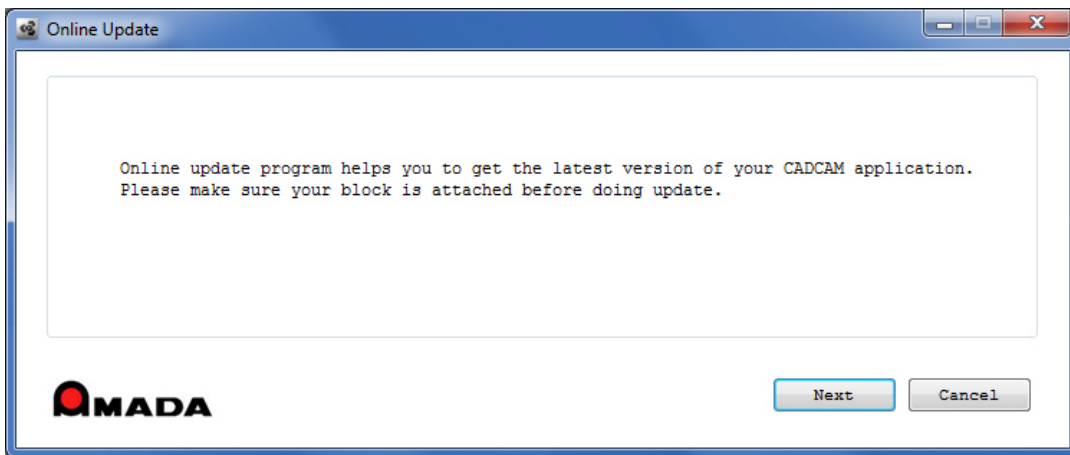 Online Update
Online update program helps you to get the latest version of your CADCAM application.
Please make sure your block is attached before doing update.
AMADA
Next
Cancel